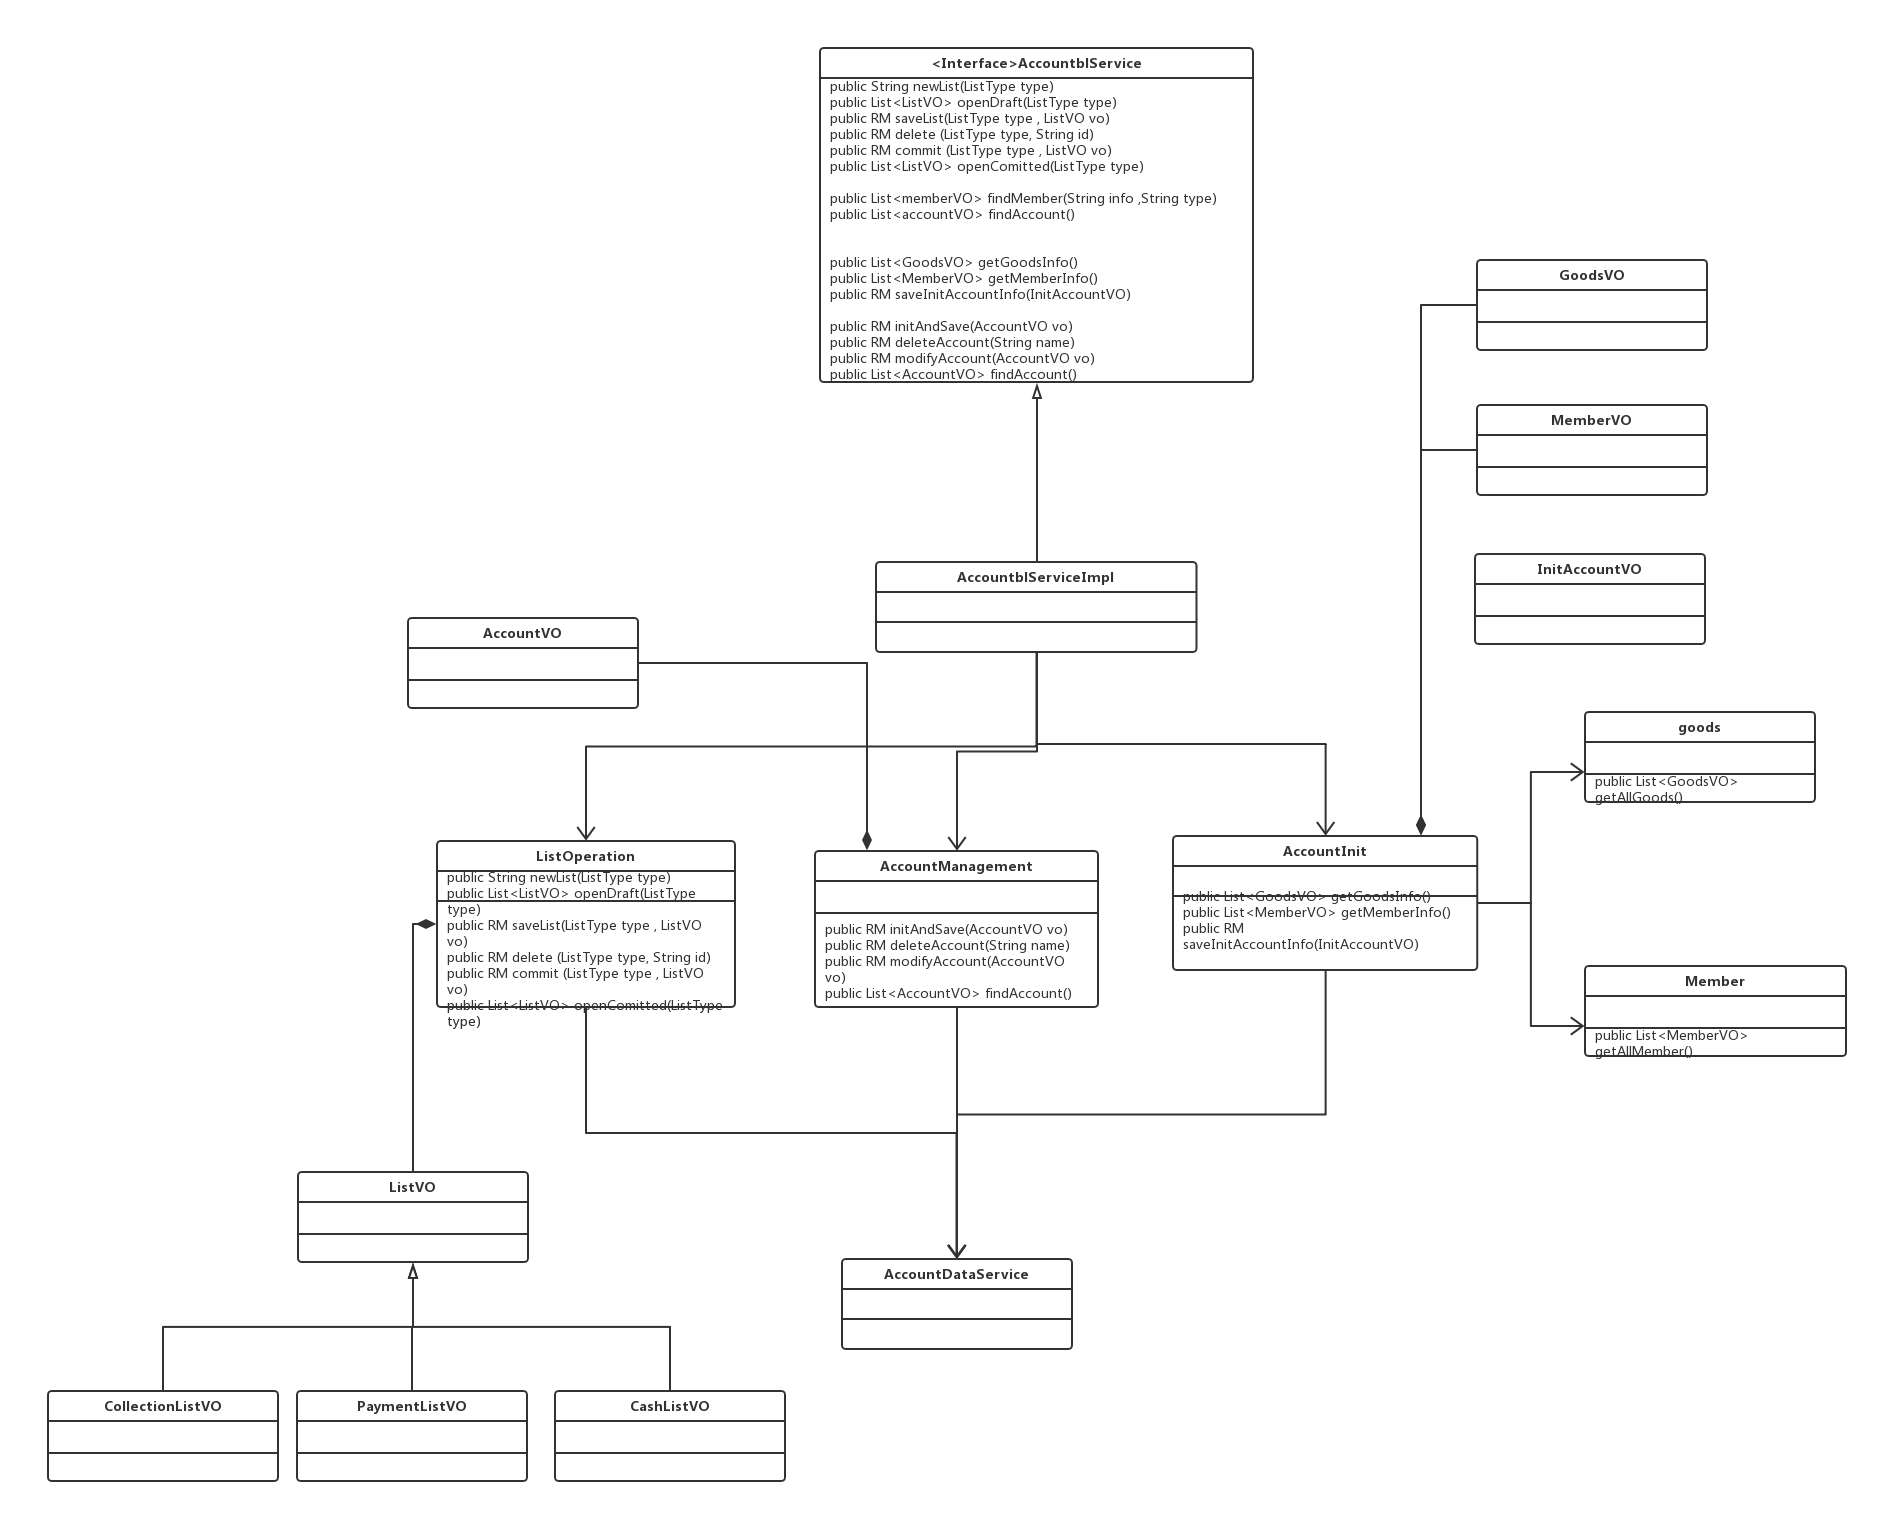 <Interface>AccountblService
public String newList(ListType type)
public List<ListVO> openDraft(ListType type)
public RM saveList(ListType type , ListVO vo)
public RM delete (ListType type, String id)
public RM commit (ListType type , ListVO vo)
public List<ListVO> openComitted(ListType type)
public List<memberVO> findMember(String info ,String type)
public List<accountVO> findAccount()
public List<GoodsVO> getGoodsInfo()
public List<MemberVO> getMemberInfo()
public RM saveInitAccountInfo(InitAccountVO)
public RM initAndSave(AccountVO vo)
public RM deleteAccount(String name)
public RM modifyAccount(AccountVO vo)
public List<AccountVO> findAccount()
GoodsVO
MemberVO
InitAccountVO
AccountblServiceImpl
AccountVO
goods
public List<GoodsVO>
getAllGoods()
ListOperation
public String newList(ListType type)
public List<ListVO> openDraft(ListType
type)
public RM saveList(ListType type , ListVO
vo)
public RM delete (ListType type, String id)
public RM commit (ListType type , ListVO
vo)
public List<ListVO> openComitted(ListType
type)
AccountManagement
public RM initAndSave(AccountVO vo)
public RM deleteAccount(String name)
public RM modifyAccount(AccountVO
vo)
public List<AccountVO> findAccount()
AccountInit
public List<GoodsVO> getGoodsInfo()
public List<MemberVO> getMemberInfo()
public RM
saveInitAccountInfo(InitAccountVO)
Member
public List<MemberVO>
getAllMember()
ListVO
AccountDataService
CollectionListVO
PaymentListVO
CashListVO